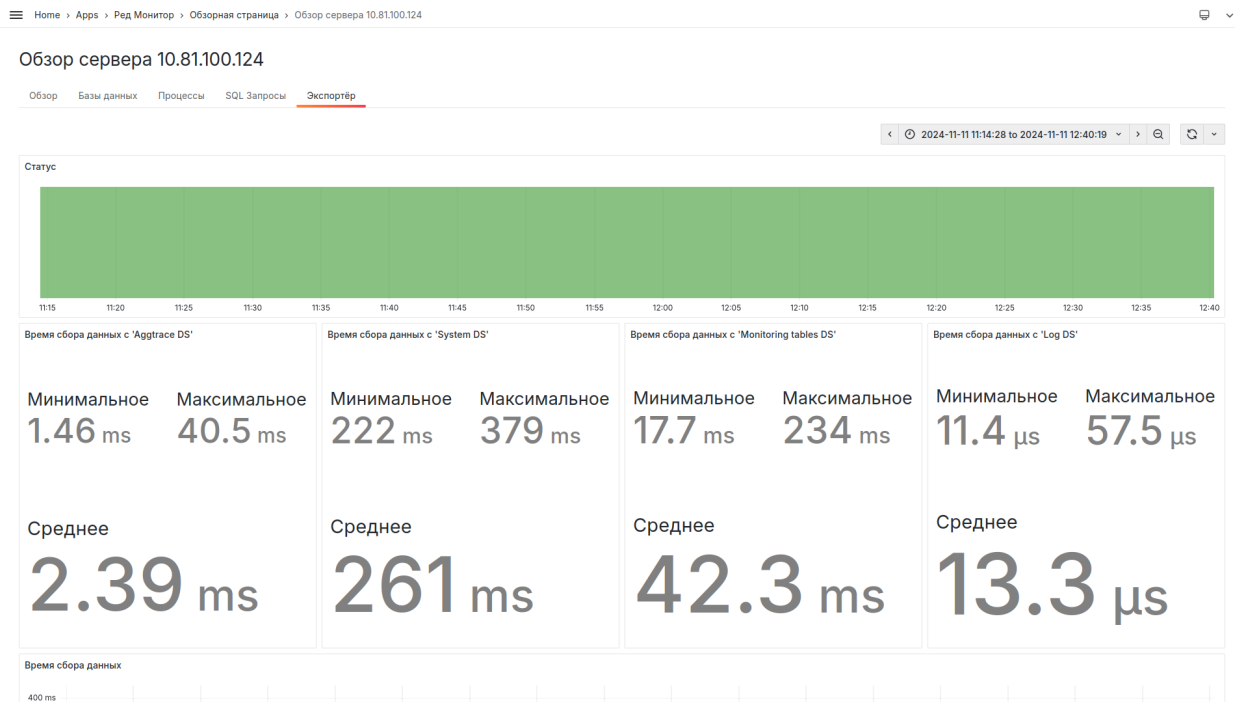 Home › Apps › Ред Монитор › Обзорная страница › Обзор сервера 10.81.100.124
Обзор сервера 10.81.100.124
Обзор Базы данных Процессы SQL Запросы Экспортёр
2024-11-11 11:14:28 to 2024-11-11 12:40:19
Статус
11:15 11:20 11:25 11:30 11:35 11:40 11:45 11:50 11:55 12:00 12:05 12:10 12:15 12:20 12:25 12:30 12:35 12:40
Время сбора данных с 'Aggtrace DS' Время сбора данных с 'System DS' Время сбора данных с 'Monitoring tables DS' Время сбора данных с 'Log DS'
Минимальное Максимальное Минимальное Максимальное Минимальное Максимальное Минимальное Максимальное
1.46 ms 40.5 ms 222 ms 379 ms 17.7 ms 234 ms 11.4 µs 57.5 µs
Среднее Среднее Среднее Среднее
2.39 ms 261 ms 42.3 ms 13.3 µs
Время сбора данных
400 ms